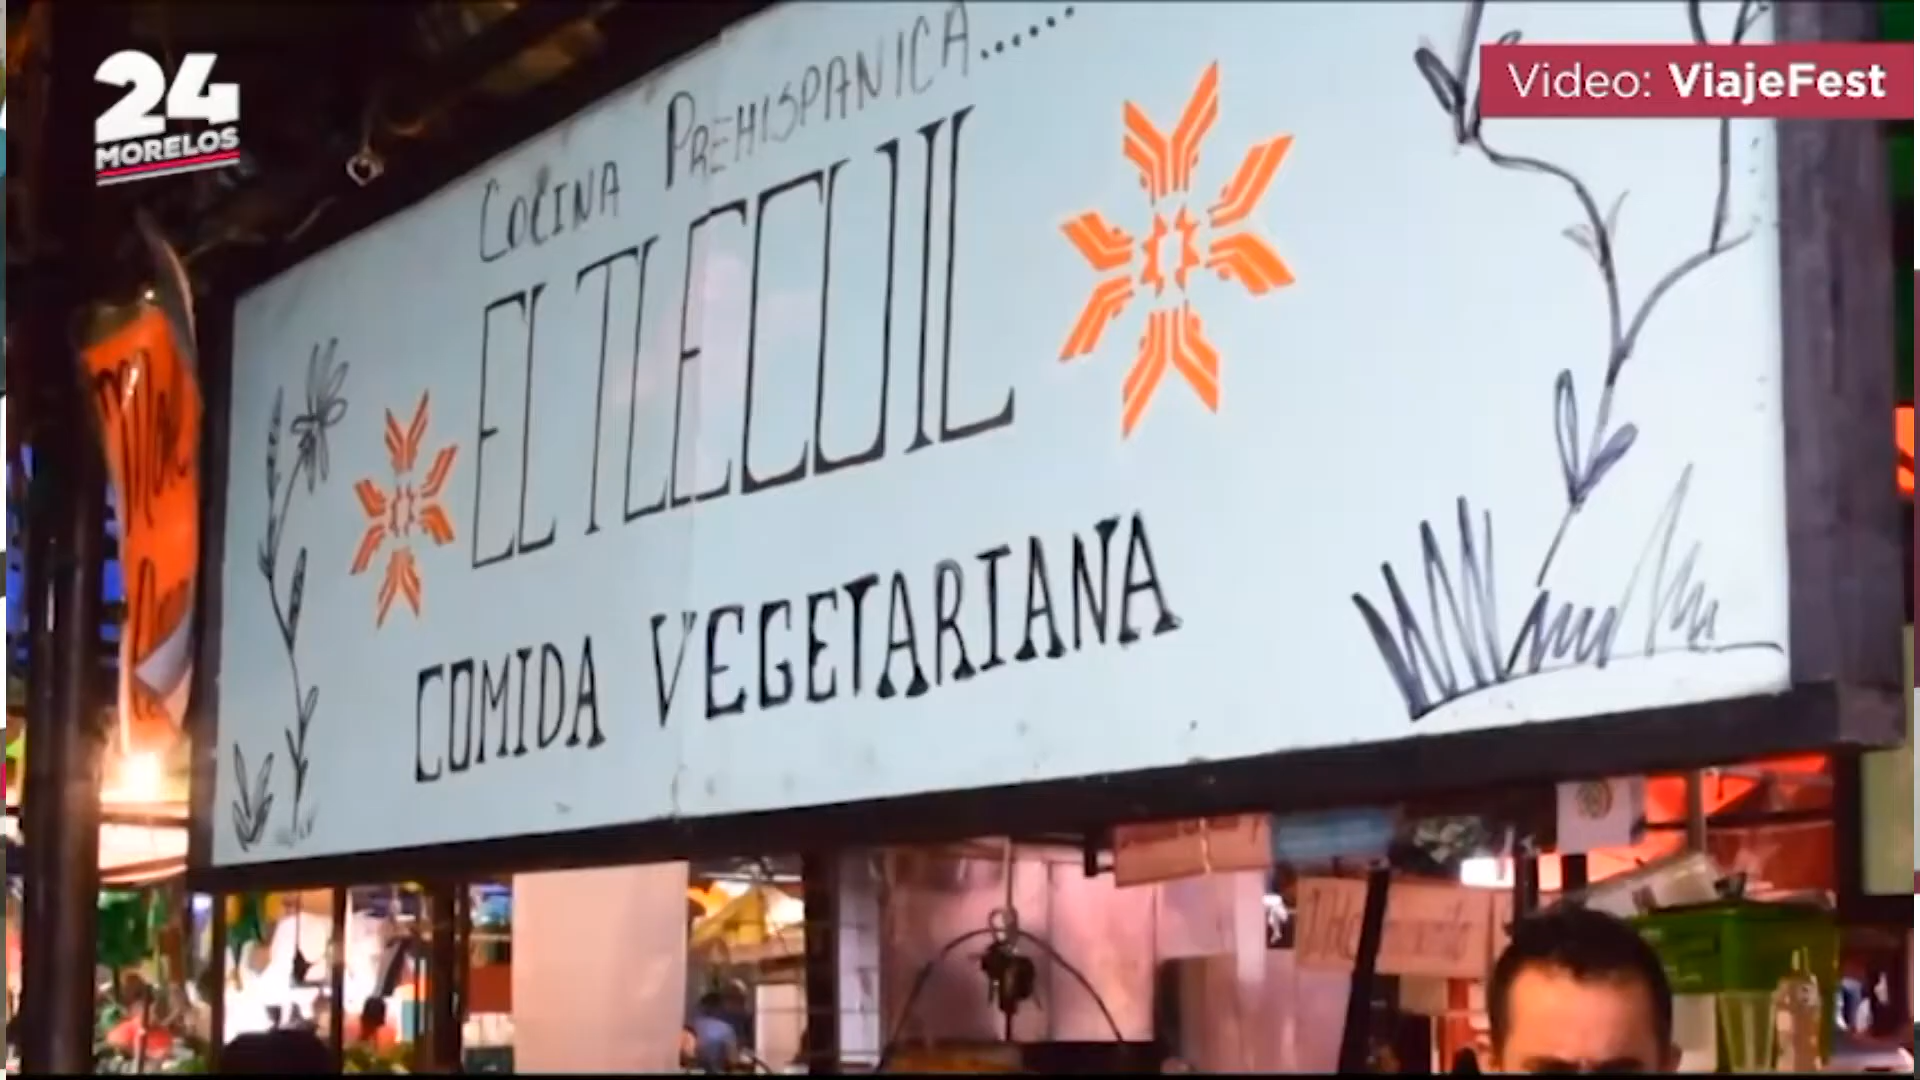 24
MORELOS
Video: ViajeFest
COCINA PREHISPANICA......
EL TLECUIL
COMIDA VEGETARIANA